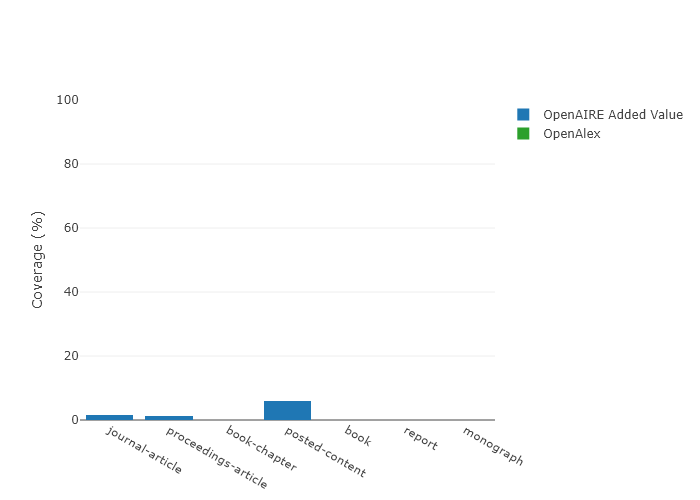 100
80
60
40
20
0
Coverage (%)
journal-article
proceedings-article
book-chapter
posted-content
book
report
monograph
OpenAIRE Added Value
OpenAlex